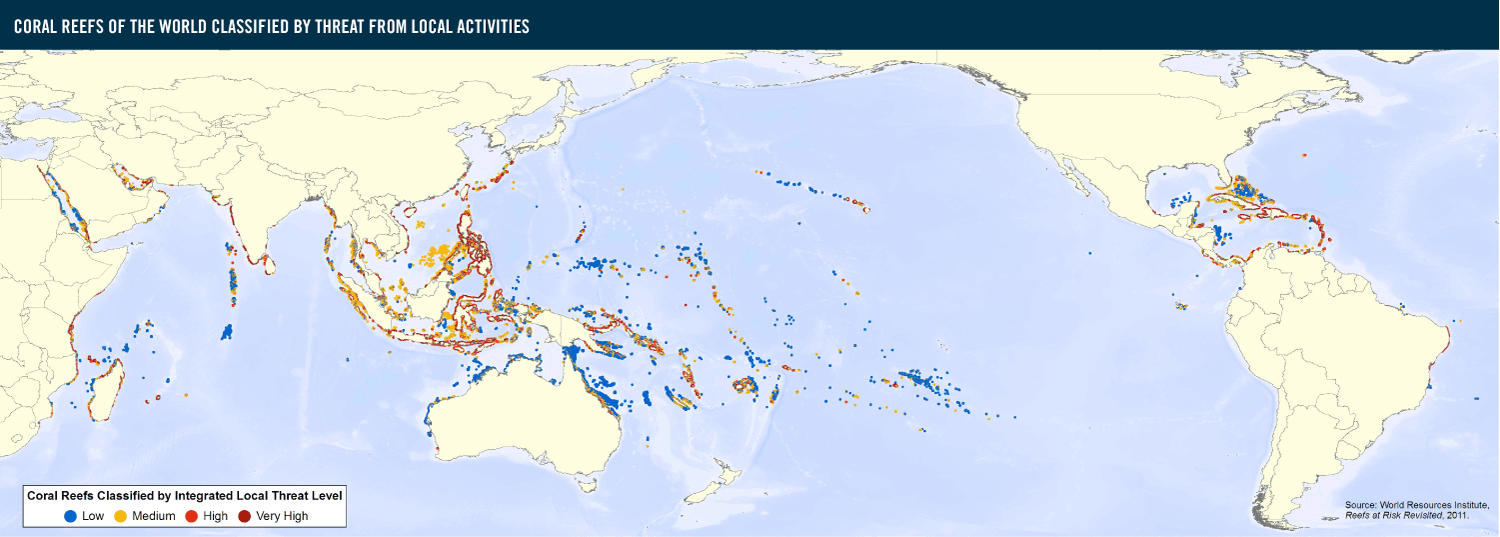 CORAL REEFS OF THE WORLD CLASSIFIED BY THREAT FROM LOCAL ACTIVITIES
Coral Reefs Classified by Integrated Local Threat Level
Low Medium High Very High
Source: World Resources Institute,
Reefs at Risk Revisited, 2011.